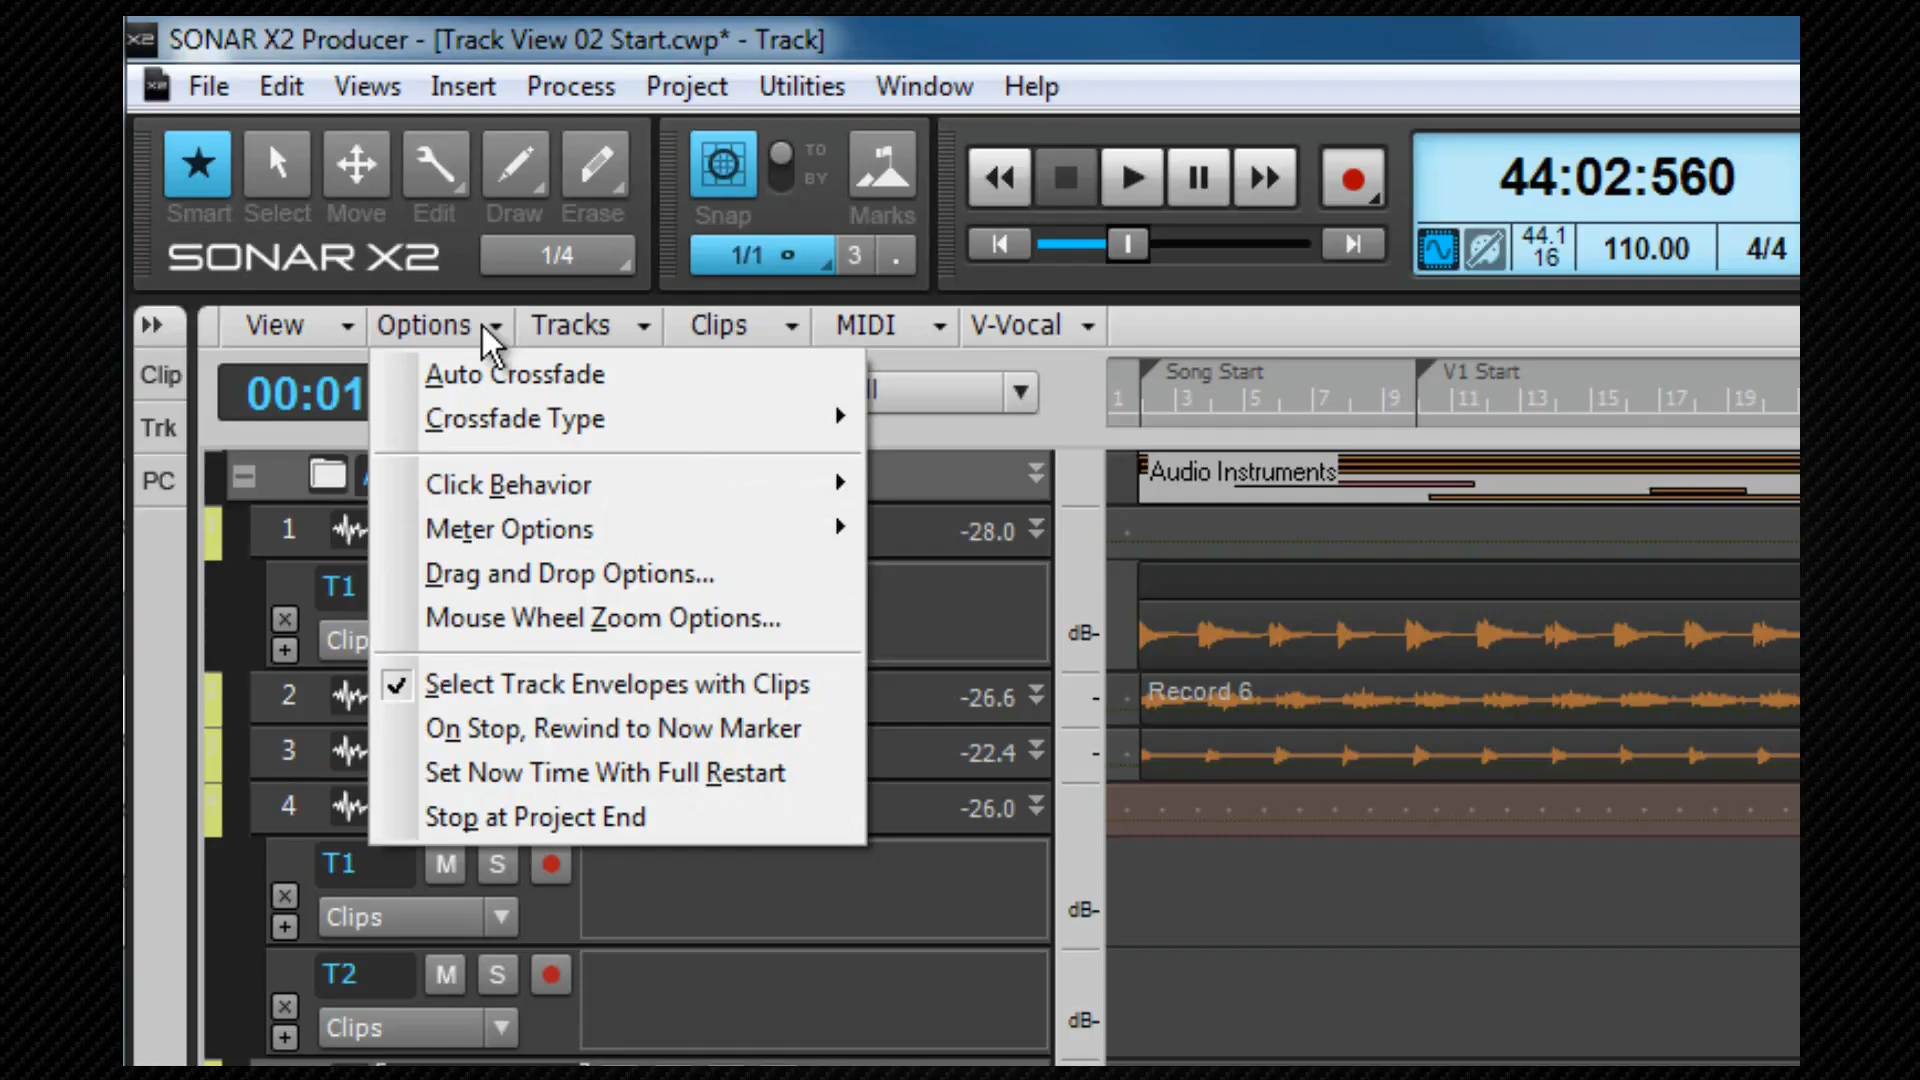 SONAR X2 Producer - [Track View 02 Start.cwp* - Track]
File Edit Views Insert Process Project Utilities Window Help
Smart Select Move Edit Draw Erase
SONAR X2
1/4
TO
BY
Snap
Marks
1/1
3
.
44:02:560
44.1
16
110.00
4/4
View Options Tracks Clips MIDI V-Vocal
Clip
Trk
PC
00:01
Auto Crossfade
Crossfade Type
Click Behavior
Meter Options
Drag and Drop Options...
Mouse Wheel Zoom Options...
Select Track Envelopes with Clips
On Stop, Rewind to Now Marker
Set Now Time With Full Restart
Stop at Project End
Song Start
V1 Start
1 3 5 7 9 11 13 15 17 19
Audio Instruments
1
-28.0
T1
dB-
2
-26.6
Record 6
3
-22.4
4
-26.0
T1 M S
Clips
dB-
T2 M S
Clips
dB-